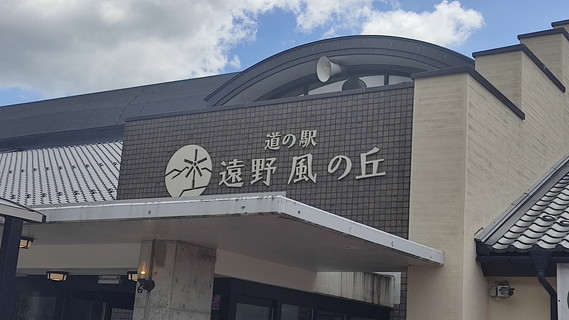 道の駅
遠野 風の丘